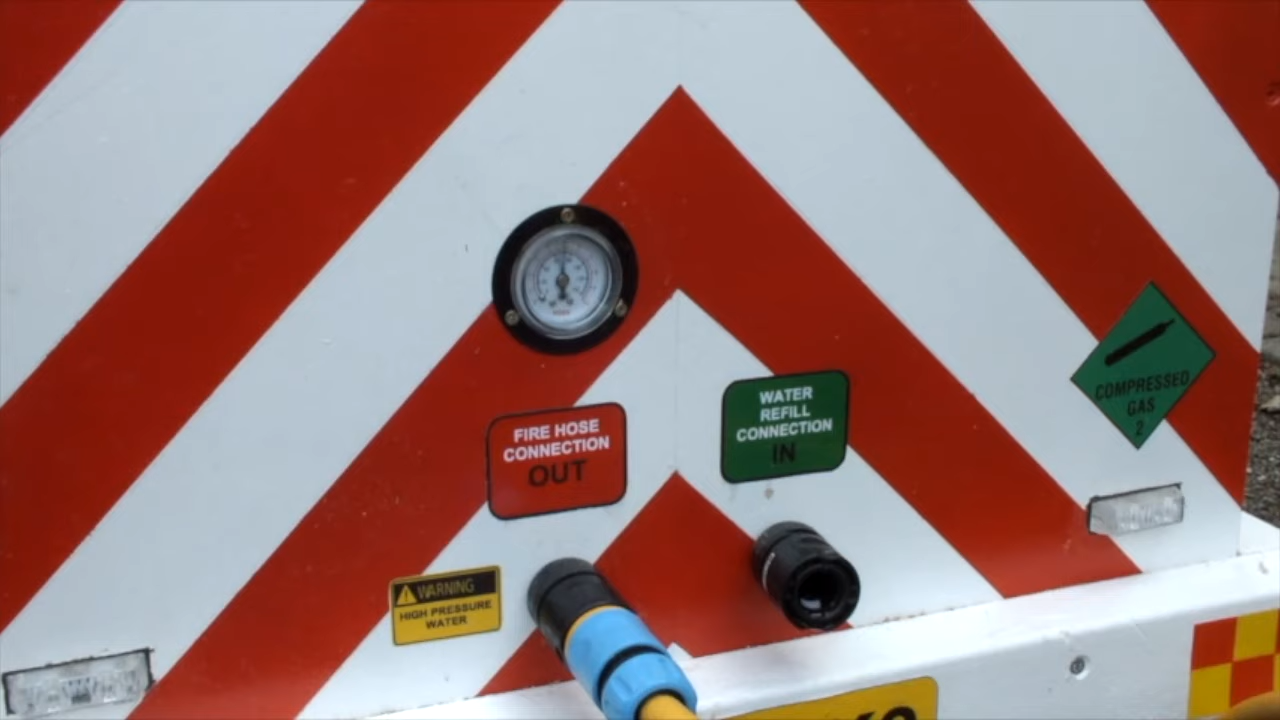 FIRE HOSE
CONNECTION
OUT
WATER
REFILL
CONNECTION
IN
COMPRESSED
GAS
2
WARNING
HIGH PRESSURE
WATER